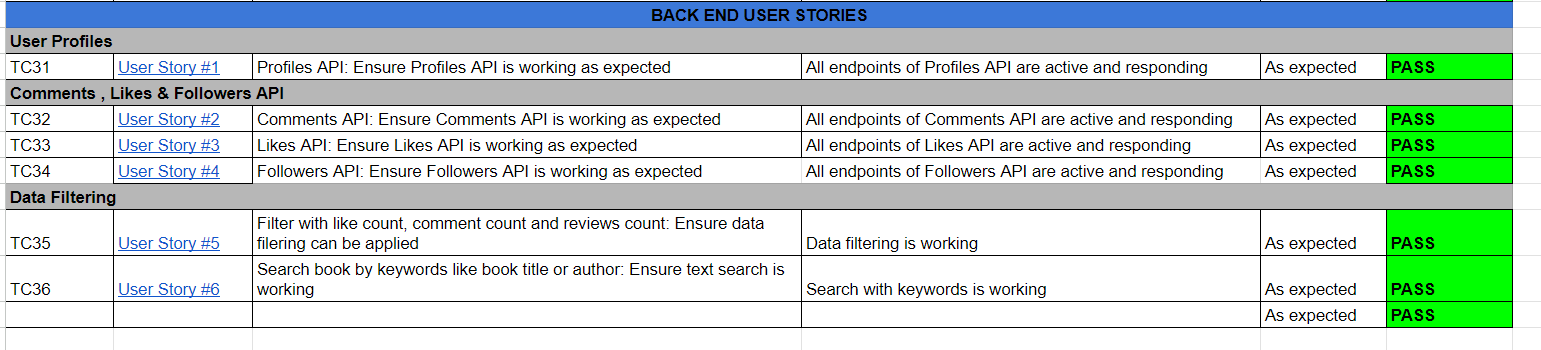 BACK END USER STORIES
User Profiles
TC31 User Story #1 Profiles API: Ensure Profiles API is working as expected All endpoints of Profiles API are active and responding As expected PASS
Comments , Likes & Followers API
TC32 User Story #2 Comments API: Ensure Comments API is working as expected All endpoints of Comments API are active and responding As expected PASS
TC33 User Story #3 Likes API: Ensure Likes API is working as expected All endpoints of Likes API are active and responding As expected PASS
TC34 User Story #4 Followers API: Ensure Followers API is working as expected All endpoints of Followers API are active and responding As expected PASS
Data Filtering
Filter with like count, comment count and reviews count: Ensure data
TC35 User Story #5 filering can be applied Data filtering is working As expected PASS
Search book by keywords like book title or author: Ensure text search is
TC36 User Story #6 working Search with keywords is working As expected PASS
As expected PASS